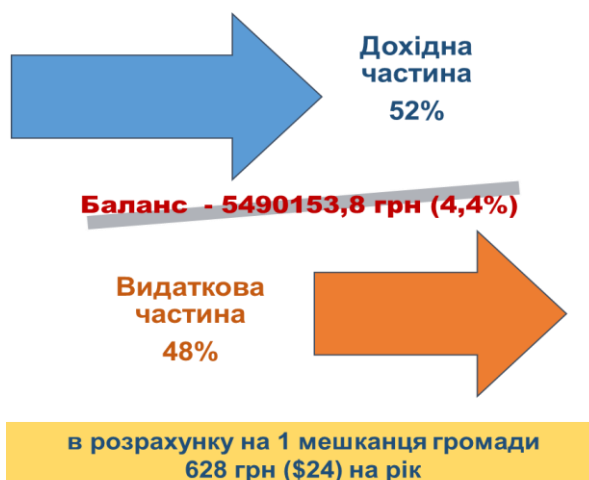 Дохідна
частина
52%
Баланс - 5490153,8 грн (4,4%)
Видаткова
частина
48%
в розрахунку на 1 мешканця громади
628 грн ($24) на рік